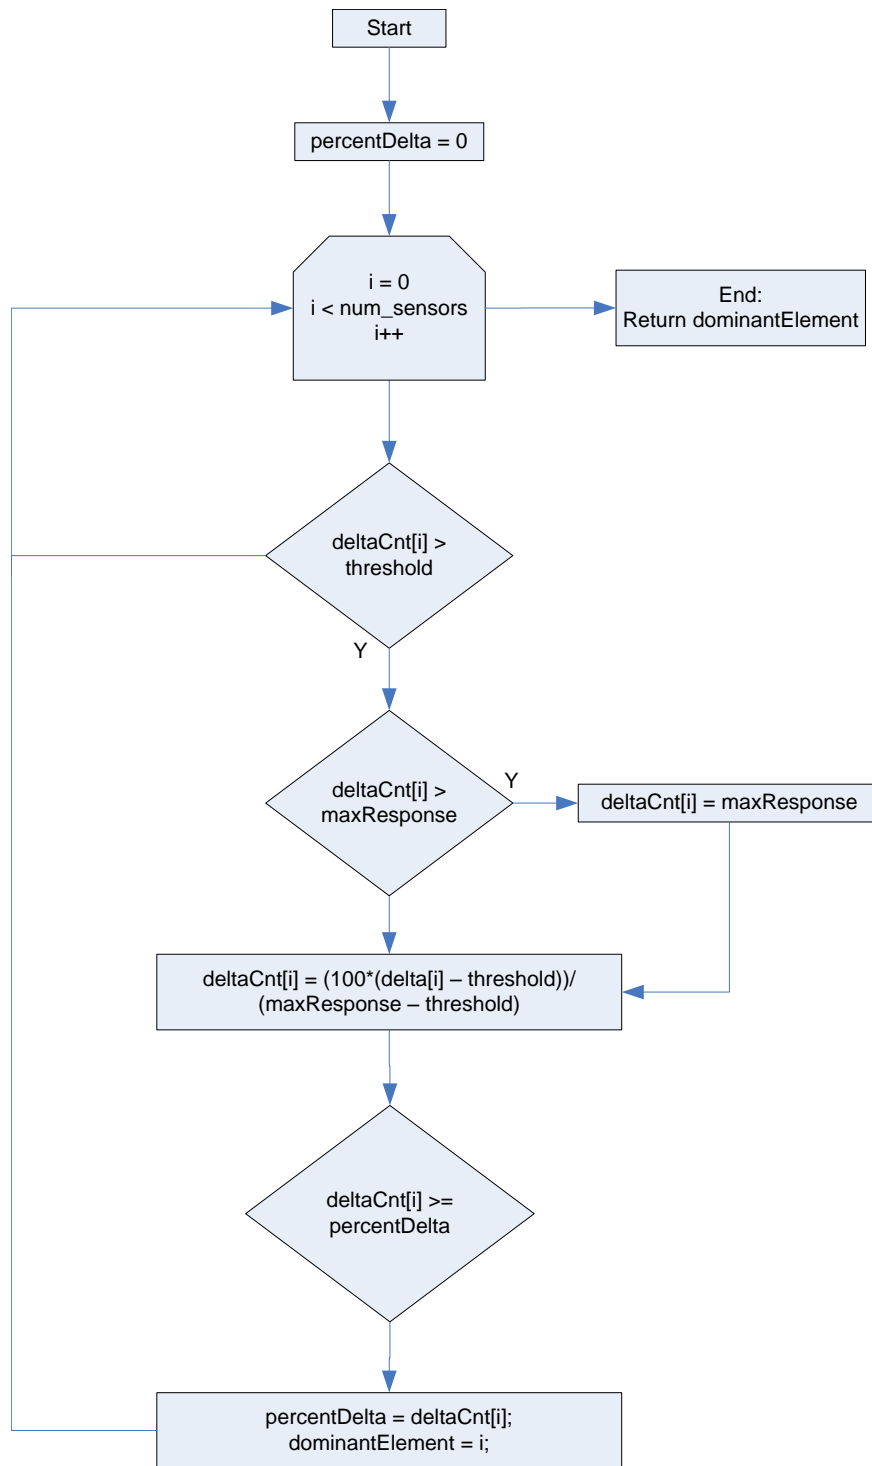 Start
percentDelta = 0
i = 0
i < num_sensors
i++
End:
Return dominantElement
deltaCnt[i] >
threshold
Y
deltaCnt[i] >
maxResponse
Y
deltaCnt[i] = maxResponse
deltaCnt[i] = (100*(delta[i] – threshold))/
(maxResponse – threshold)
deltaCnt[i] >=
percentDelta
percentDelta = deltaCnt[i];
dominantElement = i;